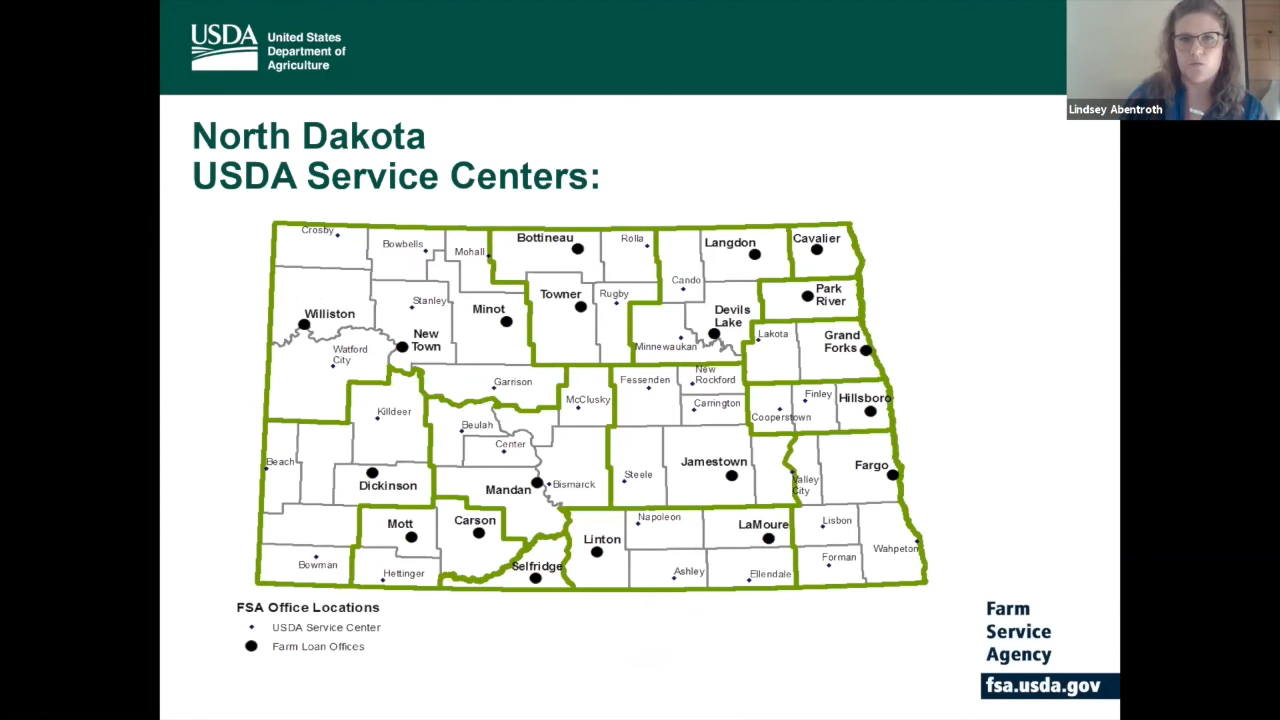 USDA
United States
Department of
Agriculture
Lindsey Abentroth
North Dakota
USDA Service Centers:
Crosby
Bowbells
Mohall
Bottineau
Rolla
Langdon
Cavalier
Cando
Stanley
Minot
Towner
Rugby
Devils
Lake
Park
River
Williston
New
Town
Watford
City
Minnewaukan
Lakota
Grand
Forks
Garrison
McClusky
Fessenden
New
Rockford
Carrington
Cooperstown
Finley
Hillsboro
Killdeer
Beulah
Center
Beach
Dickinson
Mandan
Bismarck
Steele
Jamestown
Valley
City
Fargo
Mott
Carson
Linton
Napoleon
LaMoure
Lisbon
Wahpeton
Bowman
Hettinger
Selfridge
Ashley
Ellendale
Forman
FSA Office Locations
USDA Service Center
Farm Loan Offices
Farm
Service
Agency
fsa.usda.gov